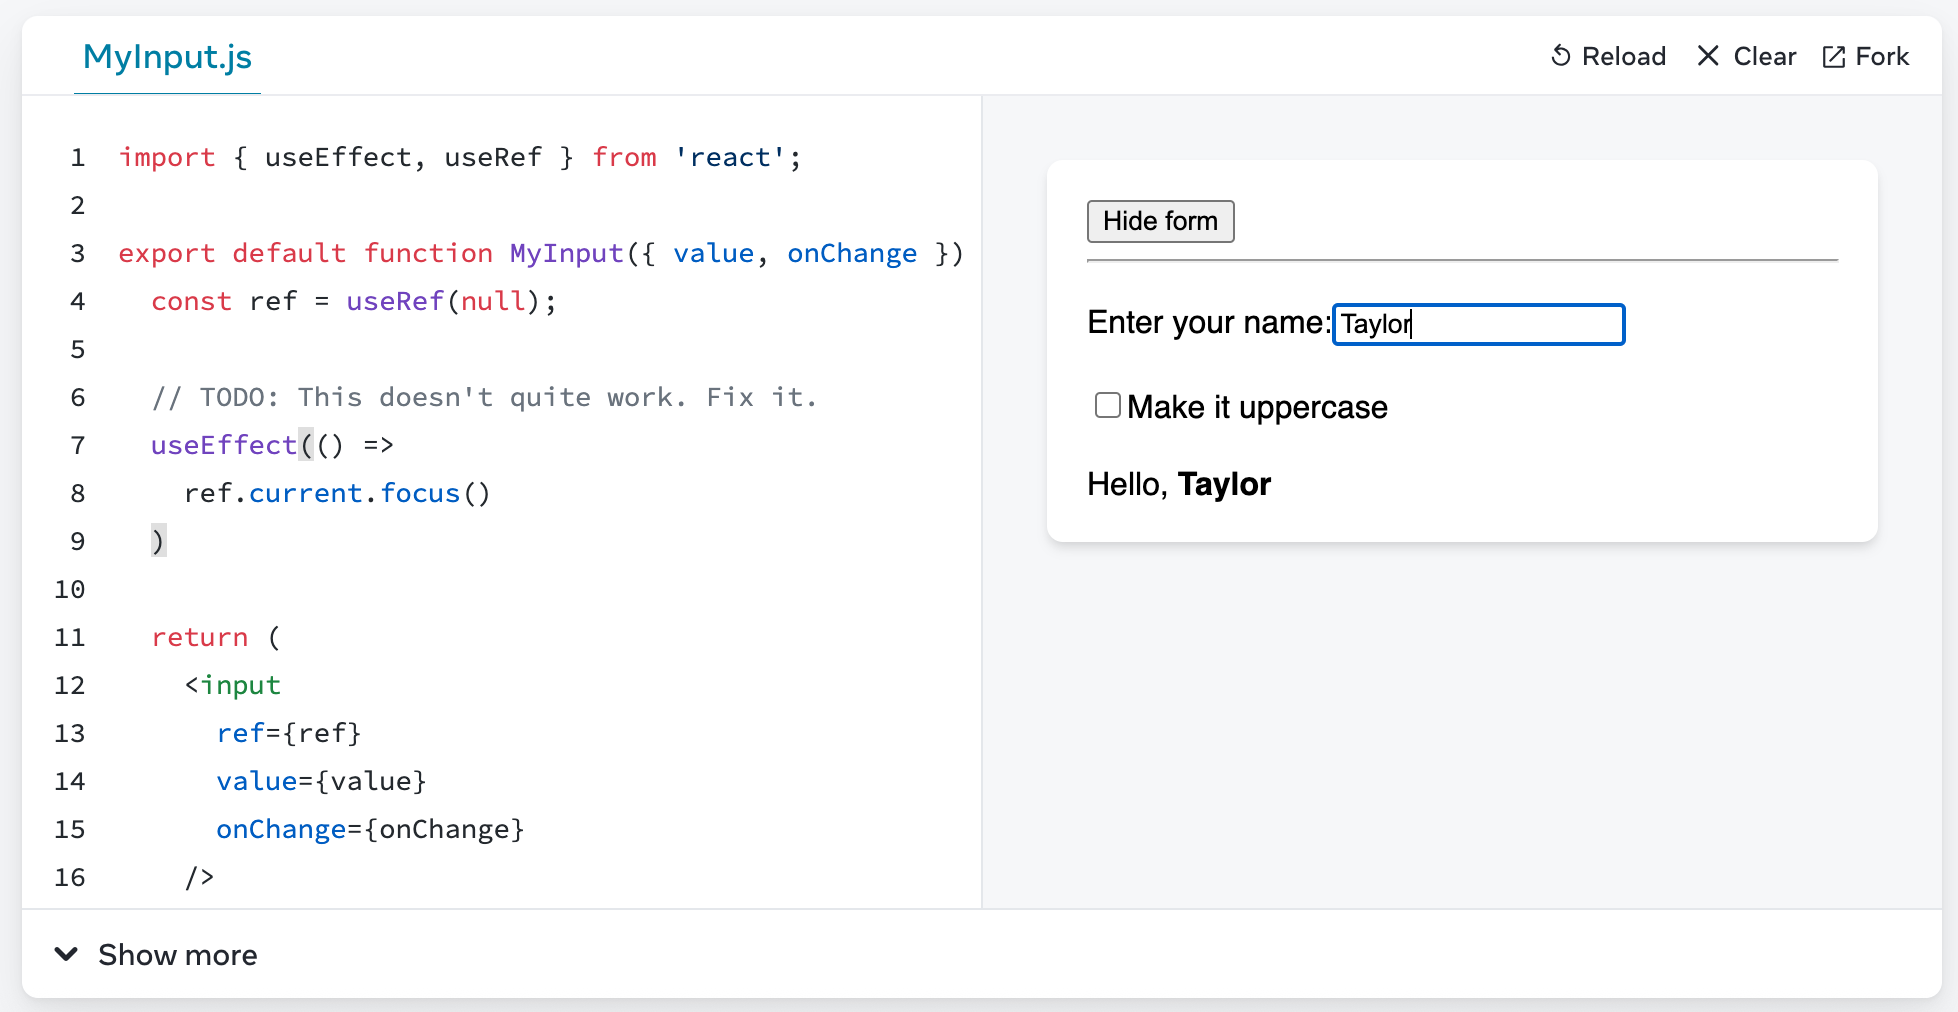 MyInput.js
Reload Clear Fork
1 import { useEffect, useRef } from 'react';
2
3 export default function MyInput({ value, onChange })
4   const ref = useRef(null);
5
6   // TODO: This doesn't quite work. Fix it.
7   useEffect(() =>
8     ref.current.focus()
9   )
10
11   return (
12     <input
13       ref={ref}
14       value={value}
15       onChange={onChange}
16     />
Show more
Hide form
Enter your name: Taylor
Make it uppercase
Hello, Taylor